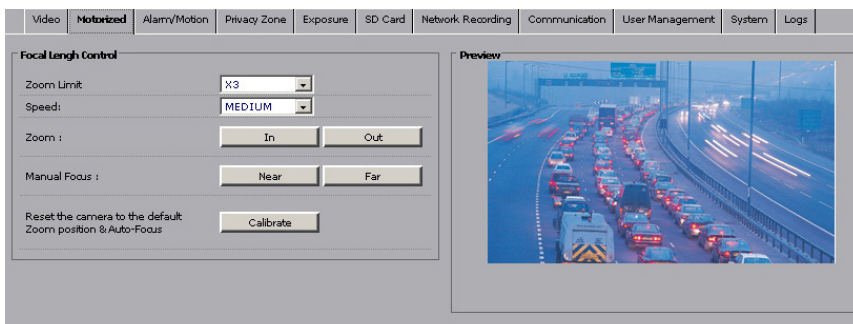 Video Motorized Alarm/Motion Privacy Zone Exposure SD Card Network Recording Communication User Management System Logs
Focal Lengh Control
Zoom Limit X3
Speed: MEDIUM
Zoom : In Out
Manual Focus : Near Far
Reset the camera to the default
Zoom position & Auto-Focus
Calibrate
Preview